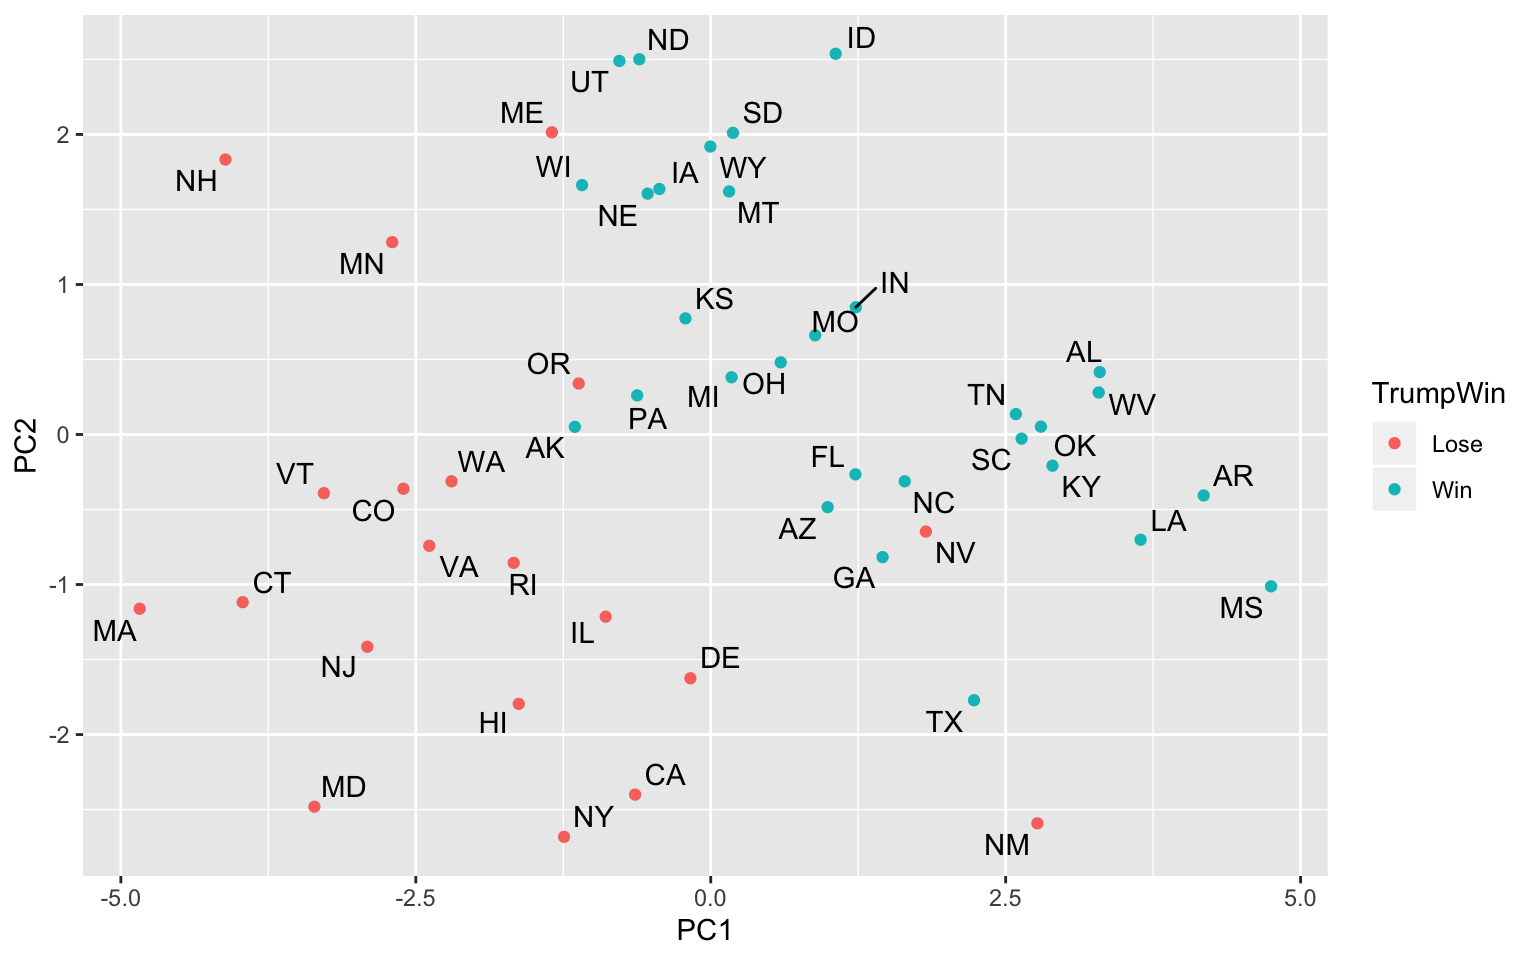 ND
ID
UT
ME
SD
WI
IA
WY
NH
NE
MT
MN
KS
IN
MO
OR
AL
MI
OH
TN
WV
PA
AK
FL
SC
OK
VT
WA
KY
AR
CO
NC
LA
AZ
NV
VA
RI
GA
CT
MS
MA
IL
NJ
DE
HI
TX
MD
CA
NY
NM
2
1
0
-1
-2
PC2
-5.0
-2.5
0.0
2.5
5.0
PC1
TrumpWin
Lose
Win